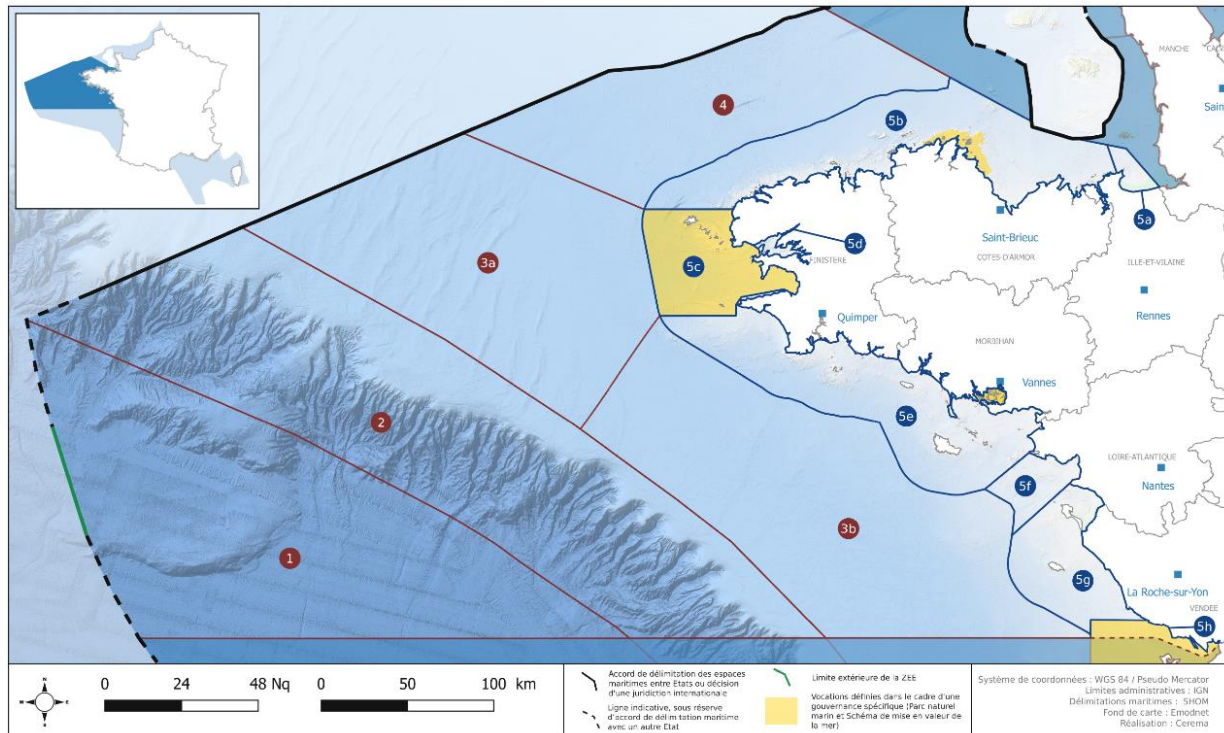 MANCHE
CA
Sain
4
5b
5a
3a
5c
5d
FINISTERE
Saint-Brieuc
COTES-D'ARMOR
ILLE-ET-VILAINE
Rennes
Quimper
MORBIHAN
Vannes
2
5e
LOIRE-ATLANTIQUE
Nantes
5f
3b
1
5g
La Roche-sur-Yon
VENDEE
5h
N
W E
S
0 24 48 Nq
0 50 100 km
Accord de délimitation des espaces
maritimes entre Etats ou décision
d'une juridiction internationale
Ligne indicative, sous réserve
d'accord de délimitation maritime
avec un autre Etat
Limite extérieure de la ZEE
Vocations définies dans le cadre d'une
gouvernance spécifique (Parc naturel
marin et Schéma de mise en valeur de
la mer)
Système de coordonnées : WGS 84 / Pseudo Mercator
Limites administratives : IGN
Délimitations maritimes : SHOM
Fond de carte : Emodnet
Réalisation : Cerema